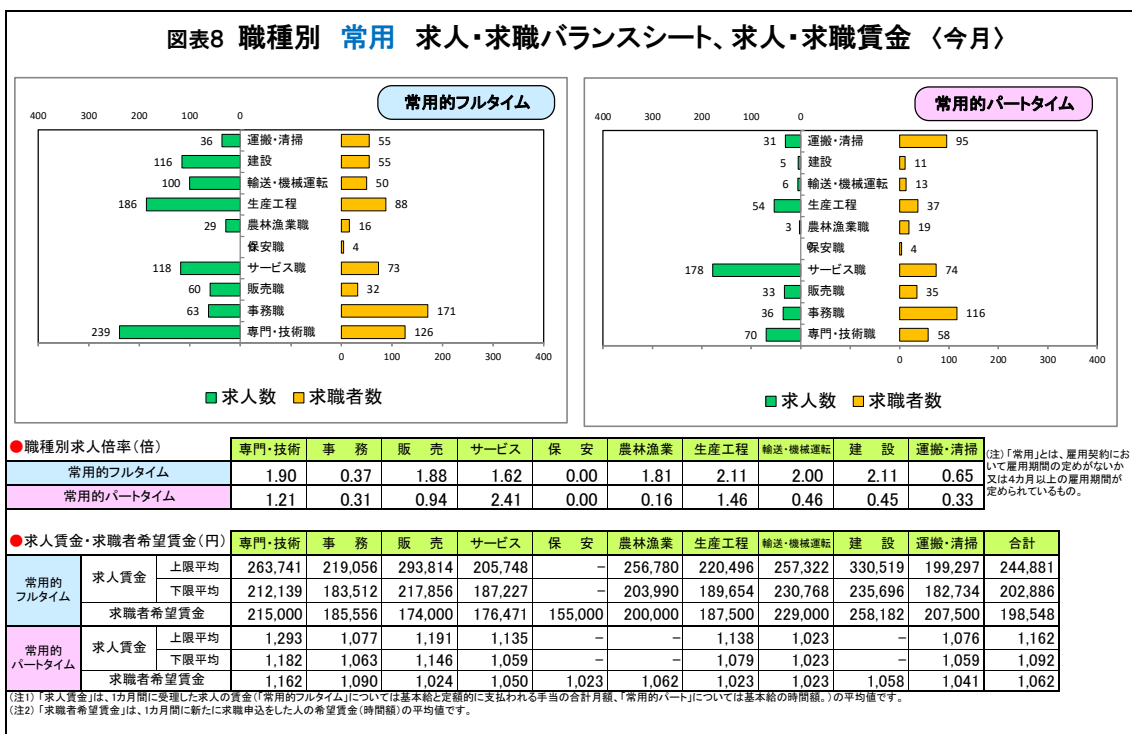 図表8 職種別 常用 求人・求職バランスシート、求人・求職賃金 〈今月〉
常用的フルタイム
400 300 200 100 0
36 運搬・清掃 55
116 建設 55
100 輸送・機械運転 50
186 生産工程 88
29 農林漁業職 16
保安職 4
118 サービス職 73
60 販売職 32
63 事務職 171
239 専門・技術職 126
0 100 200 300 400
求人数 求職者数
常用的パートタイム
400 300 200 100 0
31 運搬・清掃 95
5 建設 11
6 輸送・機械運転 13
54 生産工程 37
3 農林漁業職 19
保安職 4
178 サービス職 74
33 販売職 35
36 事務職 116
70 専門・技術職 58
0 100 200 300 400
求人数 求職者数
●職種別求人倍率(倍) 専門・技術 事 務 販 売 サービス 保 安 農林漁業 生産工程 輸送・機械運転 建 設 運搬・清掃
常用的フルタイム 1.90 0.37 1.88 1.62 0.00 1.81 2.11 2.00 2.11 0.65
常用的パートタイム 1.21 0.31 0.94 2.41 0.00 0.16 1.46 0.46 0.45 0.33
(注)「常用」とは、雇用契約にお
いて雇用期間の定めがないか
又は4カ月以上の雇用期間が
定められているもの。
●求人賃金・求職者希望賃金(円) 専門・技術 事 務 販 売 サービス 保 安 農林漁業 生産工程 輸送・機械運転 建 設 運搬・清掃 合計
常用的
フルタイム
求人賃金
上限平均 263,741 219,056 293,814 205,748 － 256,780 220,496 257,322 330,519 199,297 244,881
下限平均 212,139 183,512 217,856 187,227 － 203,990 189,654 230,768 235,696 182,734 202,886
求職者希望賃金 215,000 185,556 174,000 176,471 155,000 200,000 187,500 229,000 258,182 207,500 198,548
常用的
パートタイム
求人賃金
上限平均 1,293 1,077 1,191 1,135 － － 1,138 1,023 － 1,076 1,162
下限平均 1,182 1,063 1,146 1,059 － － 1,079 1,023 － 1,059 1,092
求職者希望賃金 1,162 1,090 1,024 1,050 1,023 1,062 1,023 1,023 1,058 1,041 1,062
(注1)「求人賃金」は、1カ月間に受理した求人の賃金(「常用的フルタイム」については基本給と定額的に支払われる手当の合計月額、「常用的パート」については基本給の時間額。)の平均値です。
(注2)「求職者希望賃金」は、1カ月間に新たに求職申込をした人の希望賃金(時間額)の平均値です。